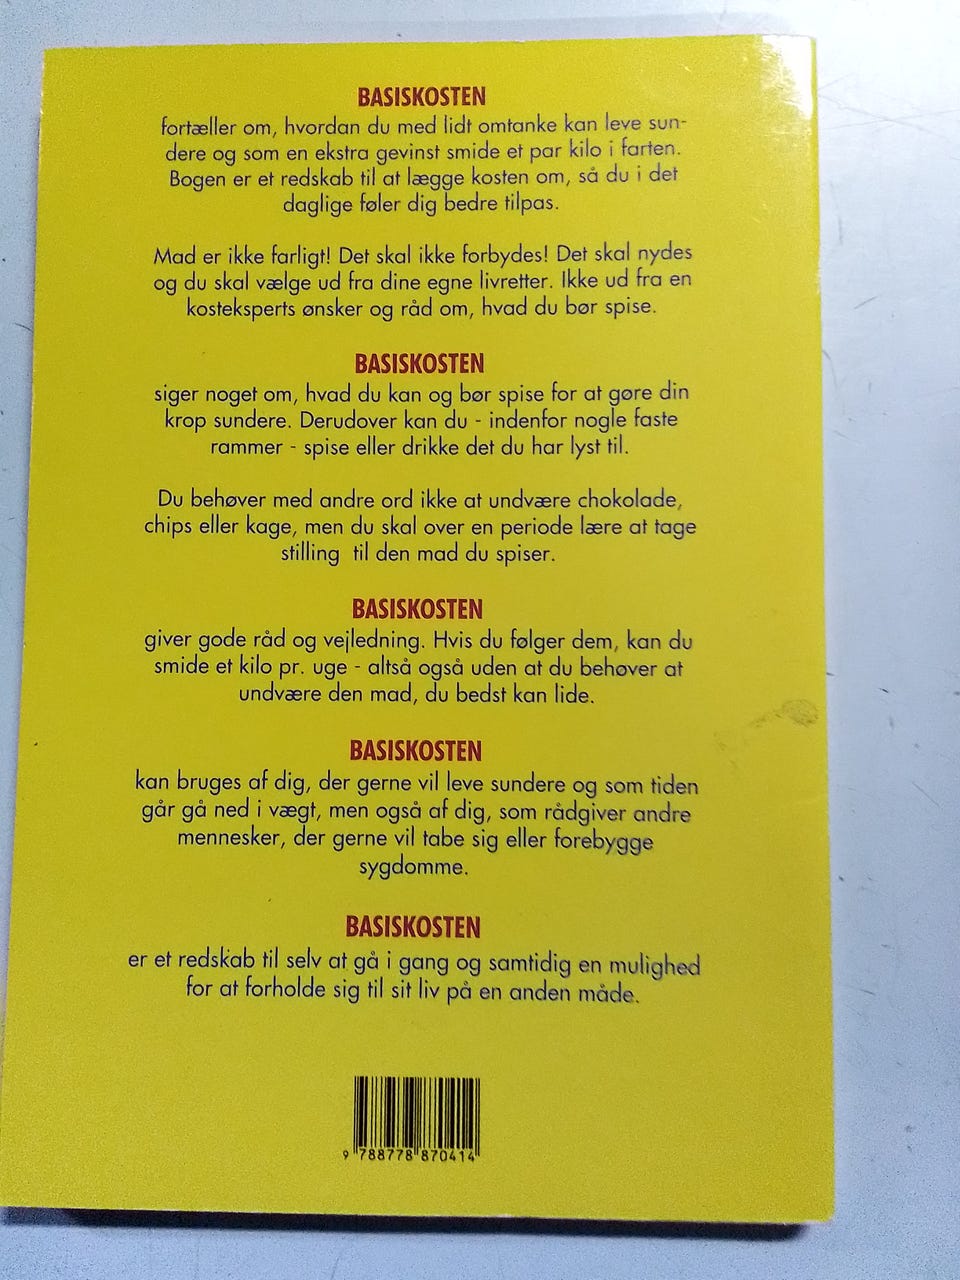 BASISKOSTEN
fortæller om, hvordan du med lidt omtanke kan leve sun-
dere og som en ekstra gevinst smide et par kilo i farten.
Bogen er et redskab til at lægge kosten om, så du i det
daglige føler dig bedre tilpas.
Mad er ikke farligt! Det skal ikke forbydes! Det skal nydes
og du skal vælge ud fra dine egne livretter. Ikke ud fra en
kosteksperts ønsker og råd om, hvad du bør spise.
BASISKOSTEN
siger noget om, hvad du kan og bør spise for at gøre din
krop sundere. Derudover kan du - indenfor nogle faste
rammer - spise eller drikke det du har lyst til.
Du behøver med andre ord ikke at undvære chokolade,
chips eller kage, men du skal over en periode lære at tage
stilling til den mad du spiser.
BASISKOSTEN
giver gode råd og vejledning. Hvis du følger dem, kan du
smide et kilo pr. uge - altså også uden at du behøver at
undvære den mad, du bedst kan lide.
BASISKOSTEN
kan bruges af dig, der gerne vil leve sundere og som tiden
går gå ned i vægt, men også af dig, som rådgiver andre
mennesker, der gerne vil tabe sig eller forebygge
sygdomme.
BASISKOSTEN
er et redskab til selv at gå i gang og samtidig en mulighed
for at forholde sig til sit liv på en anden måde.
9 788778 870414